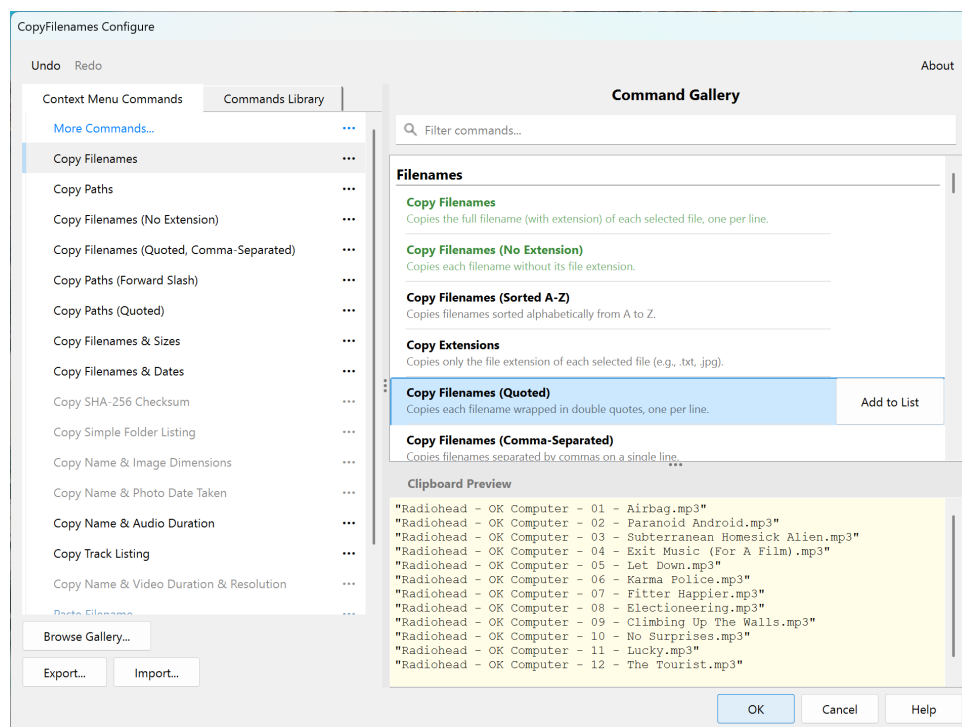 CopyFilenames Configure
Undo Redo
About
Context Menu Commands
Commands Library
More Commands... ...
Copy Filenames ...
Copy Paths ...
Copy Filenames (No Extension) ...
Copy Filenames (Quoted, Comma-Separated) ...
Copy Paths (Forward Slash) ...
Copy Paths (Quoted) ...
Copy Filenames & Sizes ...
Copy Filenames & Dates ...
Copy SHA-256 Checksum ...
Copy Simple Folder Listing ...
Copy Name & Image Dimensions ...
Copy Name & Photo Date Taken ...
Copy Name & Audio Duration ...
Copy Track Listing ...
Copy Name & Video Duration & Resolution ...
Paste Filename ...
Browse Gallery...
Export... Import...
Command Gallery
Filter commands...
Filenames
Copy Filenames
Copies the full filename (with extension) of each selected file, one per line.
Copy Filenames (No Extension)
Copies each filename without its file extension.
Copy Filenames (Sorted A-Z)
Copies filenames sorted alphabetically from A to Z.
Copy Extensions
Copies only the file extension of each selected file (e.g., .txt, .jpg).
Copy Filenames (Quoted)
Copies each filename wrapped in double quotes, one per line.
Add to List
Copy Filenames (Comma-Separated)
Copies filenames separated by commas on a single line.
Clipboard Preview
"Radiohead - OK Computer - 01 - Airbag.mp3"
"Radiohead - OK Computer - 02 - Paranoid Android.mp3"
"Radiohead - OK Computer - 03 - Subterranean Homesick Alien.mp3"
"Radiohead - OK Computer - 04 - Exit Music (For A Film).mp3"
"Radiohead - OK Computer - 05 - Let Down.mp3"
"Radiohead - OK Computer - 06 - Karma Police.mp3"
"Radiohead - OK Computer - 07 - Fitter Happier.mp3"
"Radiohead - OK Computer - 08 - Electioneering.mp3"
"Radiohead - OK Computer - 09 - Climbing Up The Walls.mp3"
"Radiohead - OK Computer - 10 - No Surprises.mp3"
"Radiohead - OK Computer - 11 - Lucky.mp3"
"Radiohead - OK Computer - 12 - The Tourist.mp3"
OK Cancel Help